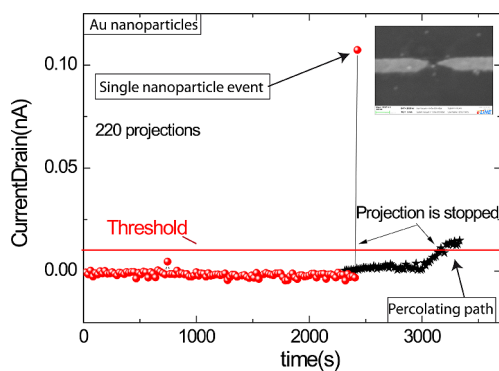 Au nanoparticles
Single nanoparticle event
220 projections
Threshold
Projection is stopped
Percolating path
CurrentDrain(nA)
0.10
0.05
0.00
0
1000
2000
3000
time(s)